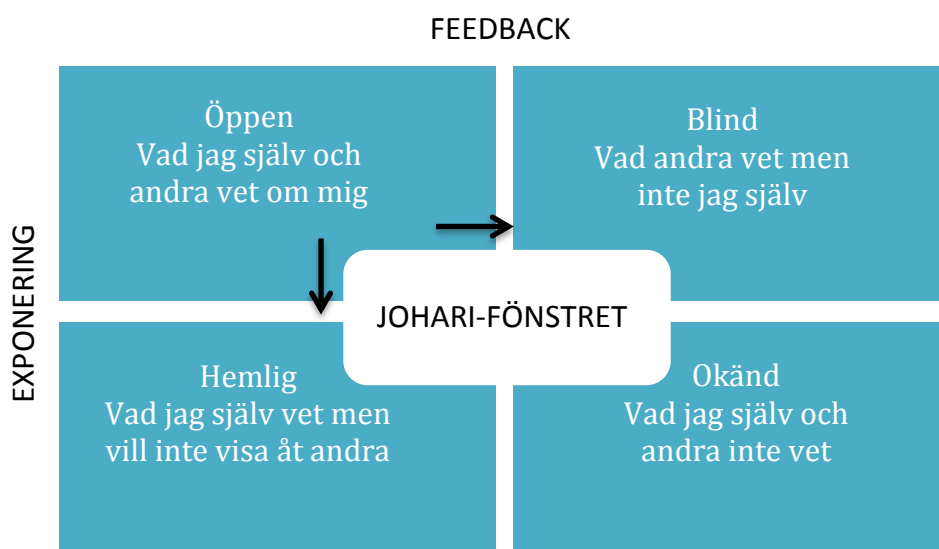 FEEDBACK
Öppen
Vad jag själv och
andra vet om mig
Blind
Vad andra vet men
inte jag själv
EXPONERING
JOHARI-FÖNSTRET
Hemlig
Vad jag själv vet men
vill inte visa åt andra
Okänd
Vad jag själv och
andra inte vet